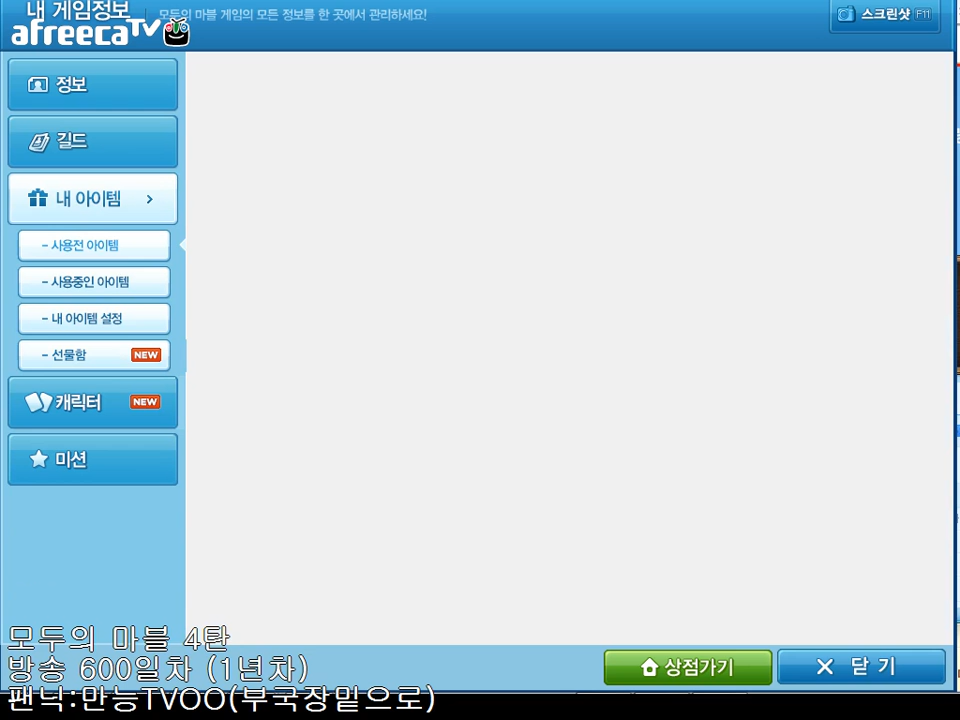 내 게임정보
모두의 마블 게임의 모든 정보를 한 곳에서 관리하세요!
스크린샷 F11
afreecaTV
정보
길드
내 아이템 >
- 사용전 아이템
- 사용중인 아이템
- 내 아이템 설정
- 선물함 NEW
캐릭터 NEW
미션
모두의 마블 4탄
방송 600일차 (1년차)
팬닉:만능TVOO(부국장밑으로)
상점가기
닫 기